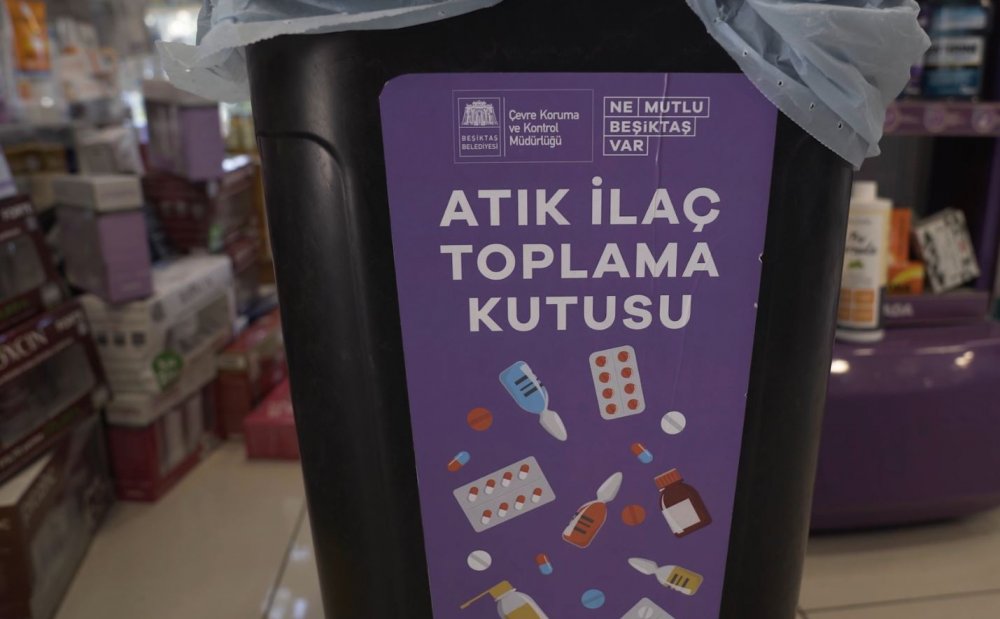 BEŞİKTAŞ
BELEDİYESİ
Çevre Koruma
ve Kontrol
Müdürlüğü
NE MUTLU
BEŞİKTAŞ
VAR
ATIK İLAÇ
TOPLAMA
KUTUSU